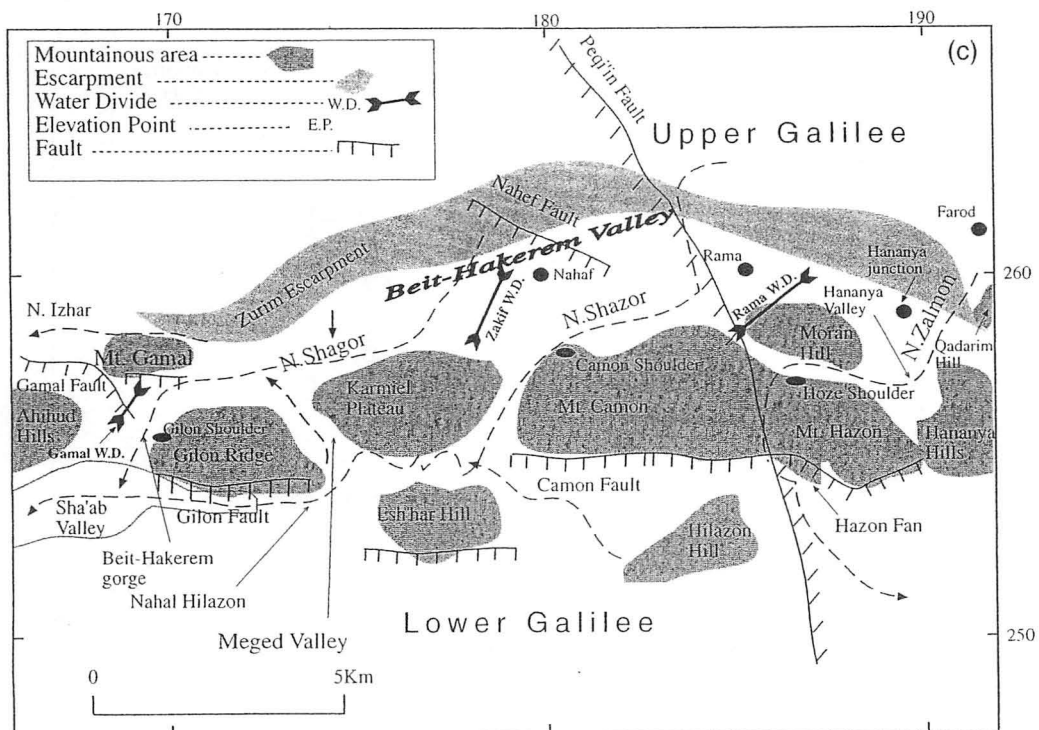 170
180
190
(c)
Mountainous area
Escarpment
Water Divide
W.D.
Elevation Point
E.P.
Fault
Peqi'in Fault
Upper Galilee
Nahef Fault
Beit-Hakerem Valley
Zurim Escarpment
Nahaf
Zakif W.D.
Farod
Rama
Rama W.D.
Hananya
junction
Hananya
Valley
260
N. Izhar
N.Shagor
N.Shazor
N.Zalmon
Moran
Hill
Qadarim
Hill
Mt. Gamal
Gamal Fault
Ahihud
Hills
Gamal W.D.
Gilon Shoulder
Gilon Ridge
Karmiel
Plateau
Camon Shoulder
Mt. Camon
Hoze Shoulder
Mt. Hazon
Hananya
Hills
Sha'ab
Valley
Gilon Fault
Camon Fault
Esh'har Hill
Hilazon
Hill
Hazon Fan
Beit-Hakerem
gorge
Nahal Hilazon
Meged Valley
Lower Galilee
250
0
5Km